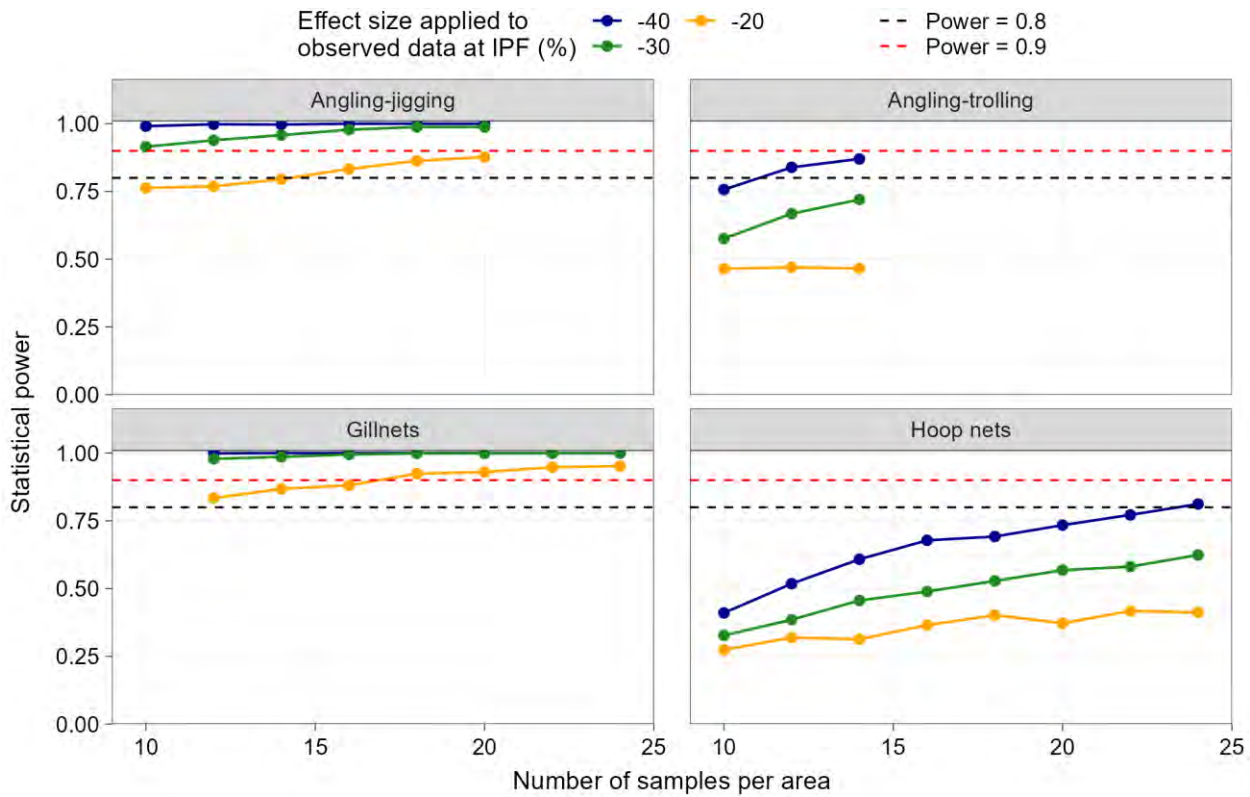 Effect size applied to
observed data at IPF (%)
-40
-20
-30
Power = 0.8
Power = 0.9
Angling-jigging
Angling-trolling
1.00
0.75
0.50
0.25
0.00
Gillnets
Hoop nets
1.00
0.75
0.50
0.25
0.00
Statistical power
10
15
20
25
10
15
20
25
Number of samples per area